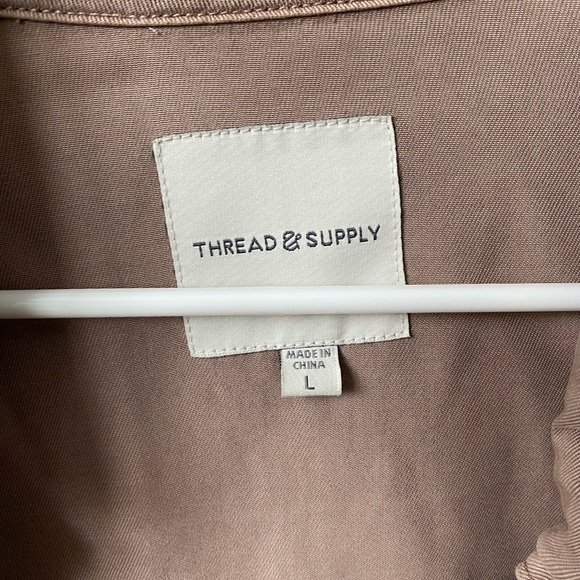 THREAD & SUPPLY
MADE IN
CHINA
L